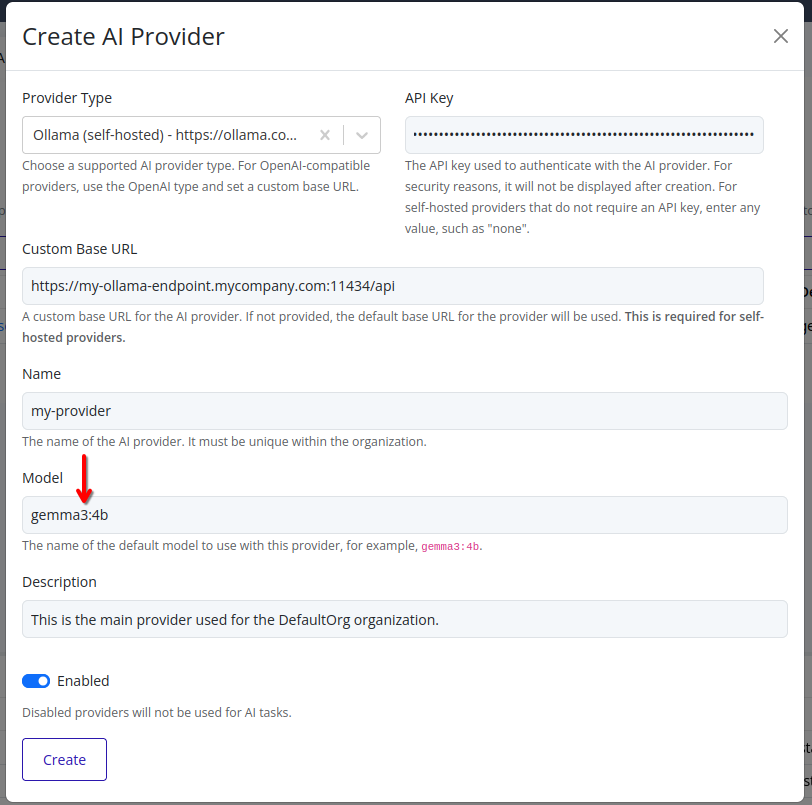 Create AI Provider
Provider Type
API Key
Ollama (self-hosted) - https://ollama.co...
Choose a supported AI provider type. For OpenAI-compatible
providers, use the OpenAI type and set a custom base URL.
The API key used to authenticate with the AI provider. For
security reasons, it will not be displayed after creation. For
self-hosted providers that do not require an API key, enter any
value, such as "none".
Custom Base URL
https://my-ollama-endpoint.mycompany.com:11434/api
A custom base URL for the AI provider. If not provided, the default base URL for the provider will be used. This is required for self-
hosted providers.
Name
my-provider
The name of the AI provider. It must be unique within the organization.
Model
gemma3:4b
The name of the default model to use with this provider, for example, gemma3:4b.
Description
This is the main provider used for the DefaultOrg organization.
Enabled
Disabled providers will not be used for AI tasks.
Create